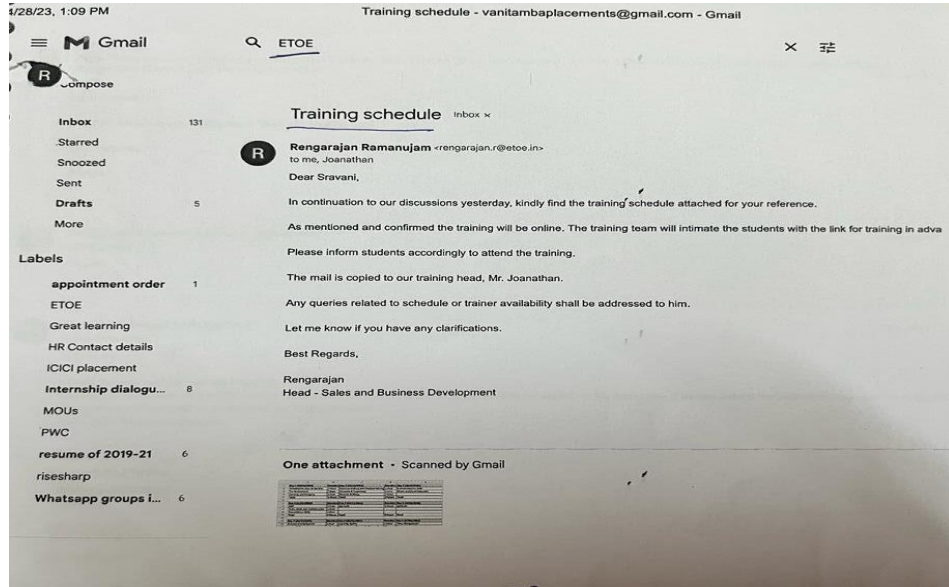 4/28/23, 1:09 PM
Training schedule - vanitambaplacements@gmail.com - Gmail
Gmail
ETOE
R
Compose
Inbox 131
Starred
Snoozed
Sent
Drafts 5
More
Labels
appointment order 1
ETOE
Great learning
HR Contact details
ICICI placement
Internship dialogu... 8
MOUs
PWC
resume of 2019-21 6
risesharp
Whatsapp groups i... 6
Training schedule Inbox ×
R
Rengarajan Ramanujam <rengarajan.r@etoe.in>
to me, Joanathan
Dear Sravani,
In continuation to our discussions yesterday, kindly find the training schedule attached for your reference.
As mentioned and confirmed the training will be online. The training team will intimate the students with the link for training in adva
Please inform students accordingly to attend the training.
The mail is copied to our training head, Mr. Joanathan.
Any queries related to schedule or trainer availability shall be addressed to him.
Let me know if you have any clarifications.
Best Regards,
Rengarajan
Head - Sales and Business Development
One attachment • Scanned by Gmail